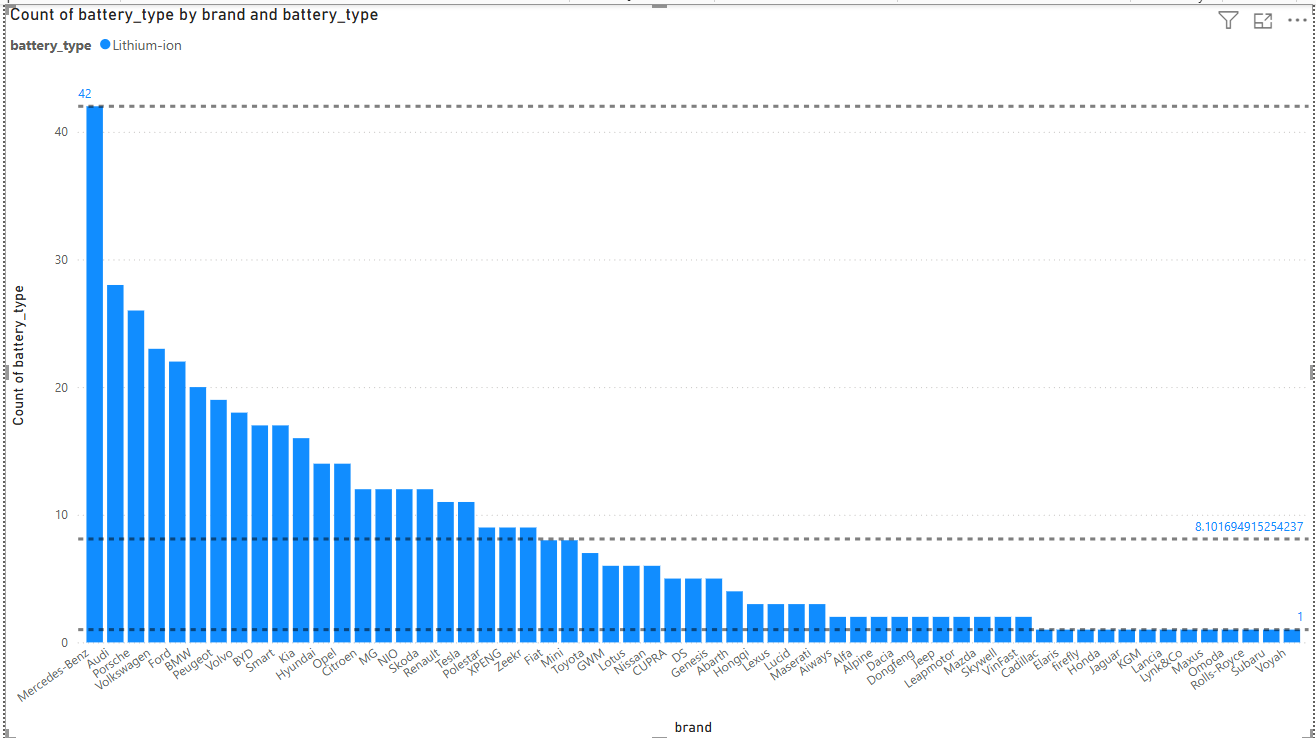 Count of battery_type by brand and battery_type
battery_type Lithium-ion
42
40
30
20
10
0
8.101694915254237
1
Count of battery_type
Mercedes-Benz
Audi
Porsche
Volkswagen
Ford
BMW
Peugeot
Volvo
BYD
Smart
Kia
Hyundai
Opel
Citroen
MG
NIO
Skoda
Renault
Tesla
Polestar
XPENG
Zeekr
Fiat
Mini
Toyota
GWM
Lotus
Nissan
CUPRA
DS
Genesis
Abarth
Hongqi
Lexus
Lucid
Maserati
Aiways
Alfa
Alpine
Dacia
Dongfeng
Jeep
Leapmotor
Mazda
Skywell
VinFast
Cadillac
Elaris
firefly
Honda
Jaguar
KGM
Lancia
Lynk&Co
Maxus
Omoda
Rolls-Royce
Subaru
Voyah
brand